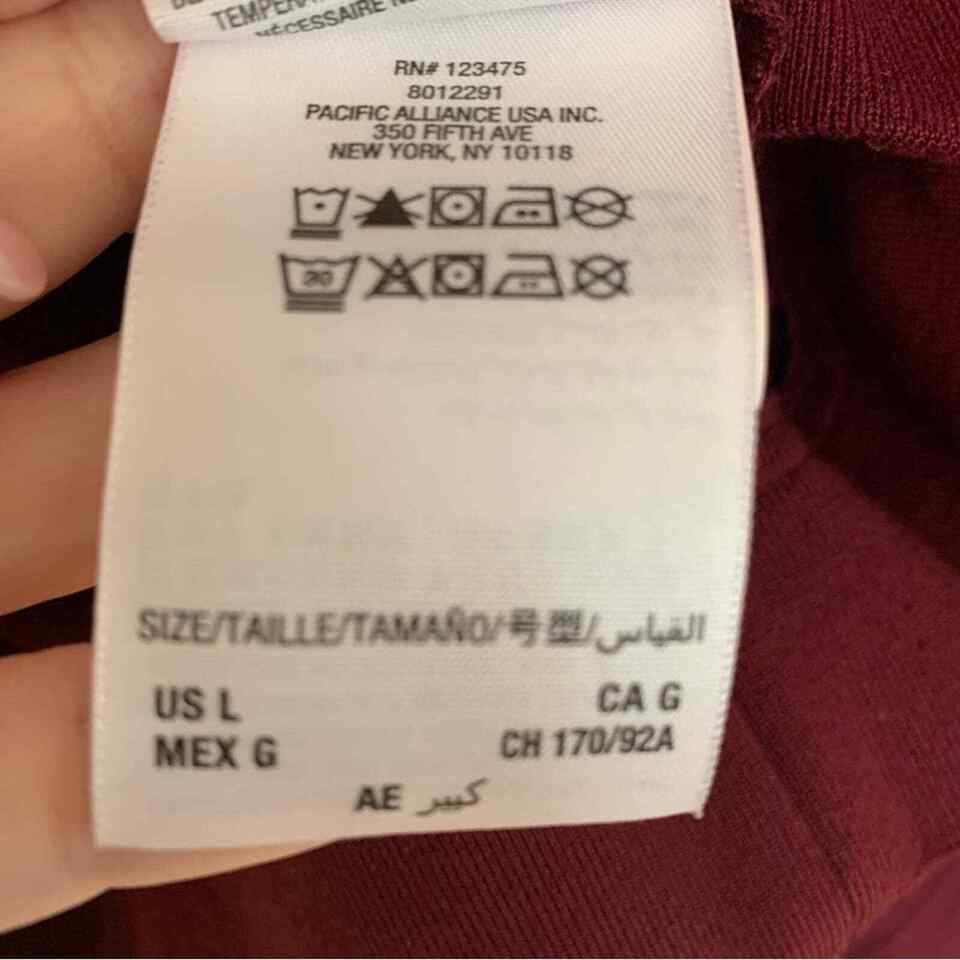 TEMPERA
NÉCESSAIRE
RN# 123475
8012291
PACIFIC ALLIANCE USA INC.
350 FIFTH AVE
NEW YORK, NY 10118
30
SIZE/TAILLE/TAMAÑO/号型/القياس
US L CA G
MEX G CH 170/92A
AE كبير